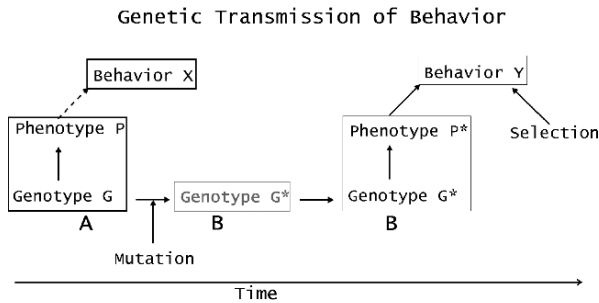 Genetic Transmission of Behavior
Behavior X
Behavior Y
Phenotype P
Phenotype P*
Selection
Genotype G
Genotype G*
Genotype G*
A
B
B
Mutation
Time